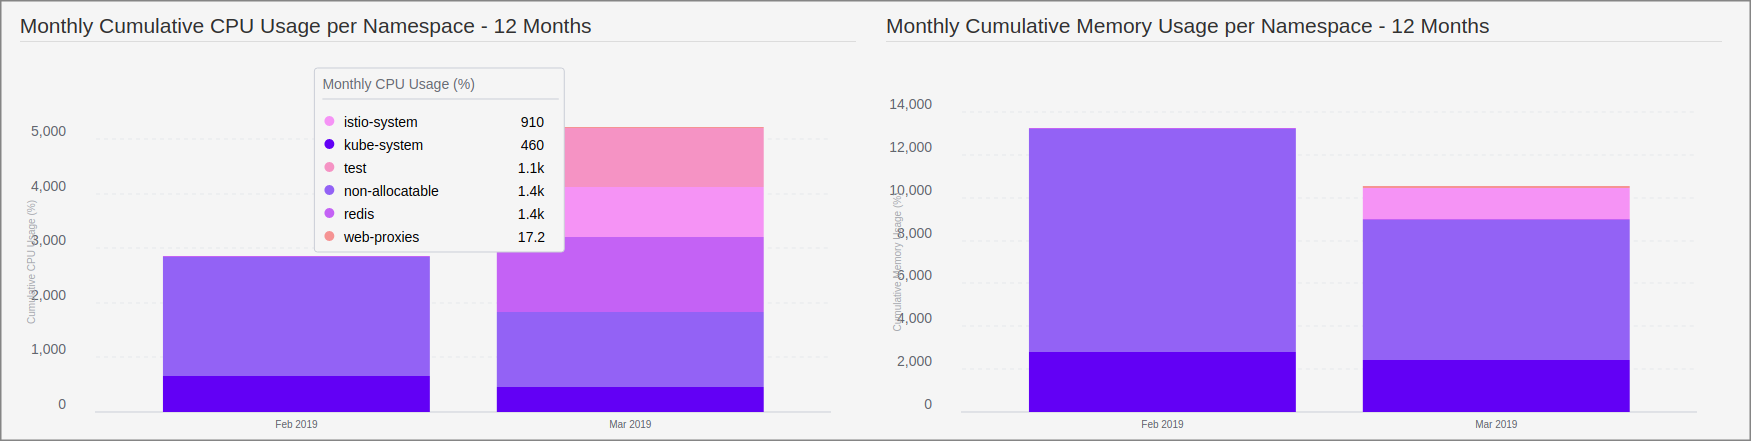 Monthly Cumulative CPU Usage per Namespace - 12 Months
Monthly CPU Usage (%)
istio-system 910
kube-system 460
test 1.1k
non-allocatable 1.4k
redis 1.4k
web-proxies 17.2
5,000
4,000
3,000
2,000
1,000
0
Cumulative CPU Usage (%)
Feb 2019 Mar 2019
Monthly Cumulative Memory Usage per Namespace - 12 Months
14,000
12,000
10,000
8,000
6,000
4,000
2,000
0
Cumulative Memory Usage (%)
Feb 2019 Mar 2019